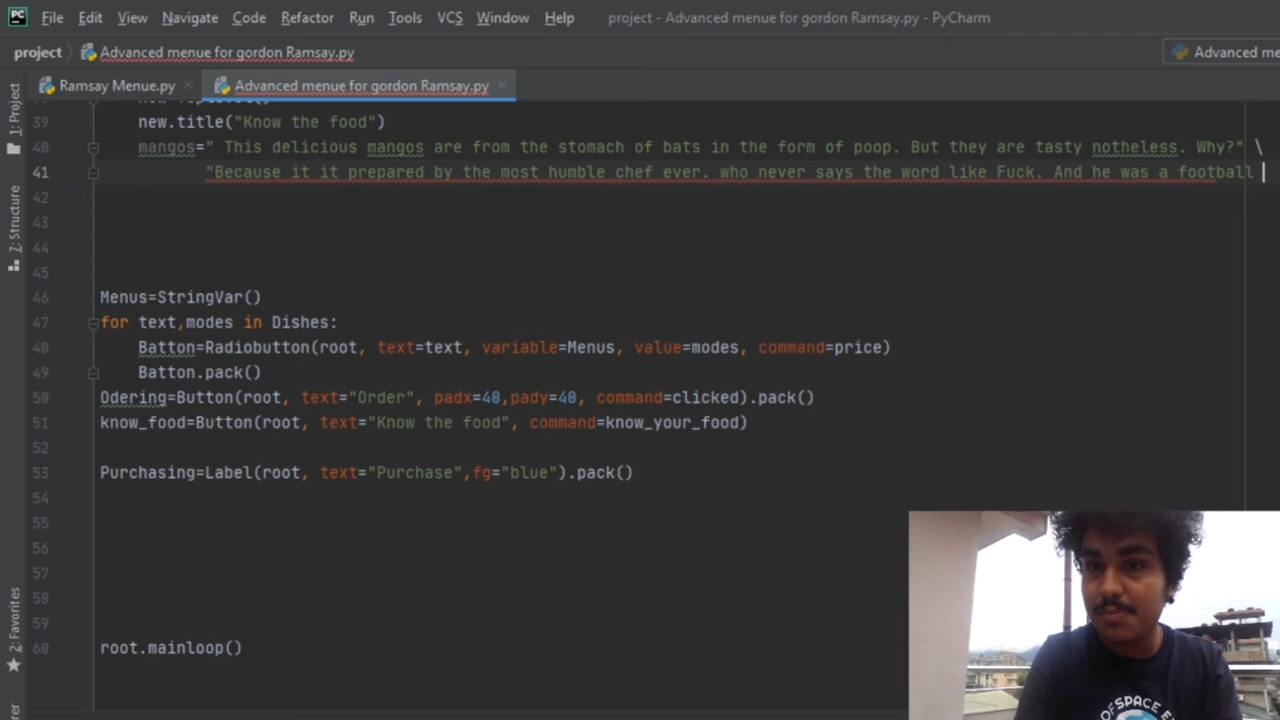 PC File Edit View Navigate Code Refactor Run Tools VCS Window Help project - Advanced menue for gordon Ramsay.py - PyCharm
project Advanced menue for gordon Ramsay.py Advanced me
Ramsay Menue.py Advanced menue for gordon Ramsay.py
1: Project
Z: Structure
2: Favorites
39 new.title("Know the food")
40 mangos=" This delicious mangos are from the stomach of bats in the form of poop. But they are tasty notheless. Why?" \
41 "Because it it prepared by the most humble chef ever. who never says the word like Fuck. And he was a football
42
43
44
45
46 Menus=StringVar()
47 for text,modes in Dishes:
48 Batton=Radiobutton(root, text=text, variable=Menus, value=modes, command=price)
49 Batton.pack()
50 Odering=Button(root, text="Order", padx=40,pady=40, command=clicked).pack()
51 know_food=Button(root, text="Know the food", command=know_your_food)
52
53 Purchasing=Label(root, text="Purchase",fg="blue").pack()
54
55
56
57
58
59
60 root.mainloop()
OFSPACE E